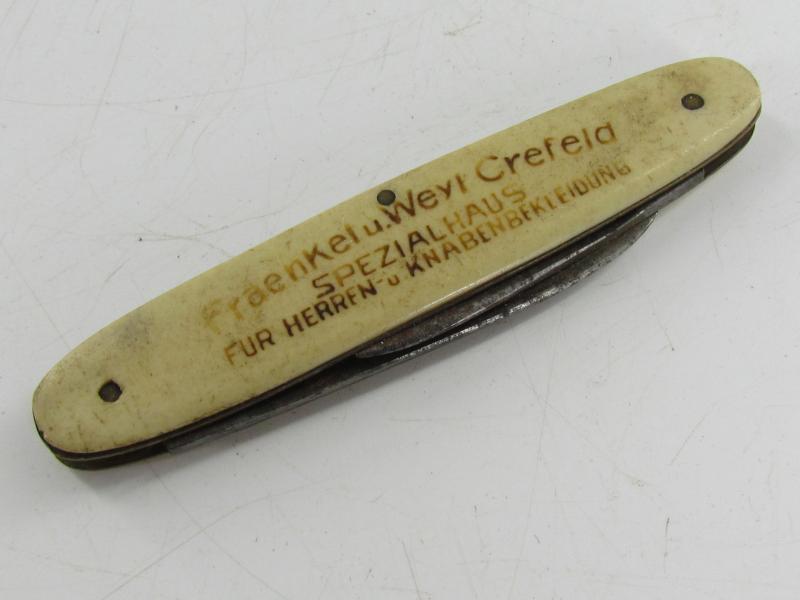 Fraenkel u. Weyl Crefeld
SPEZIALHAUS
FUR HERREN- u KNABENBEKLEIDUNG